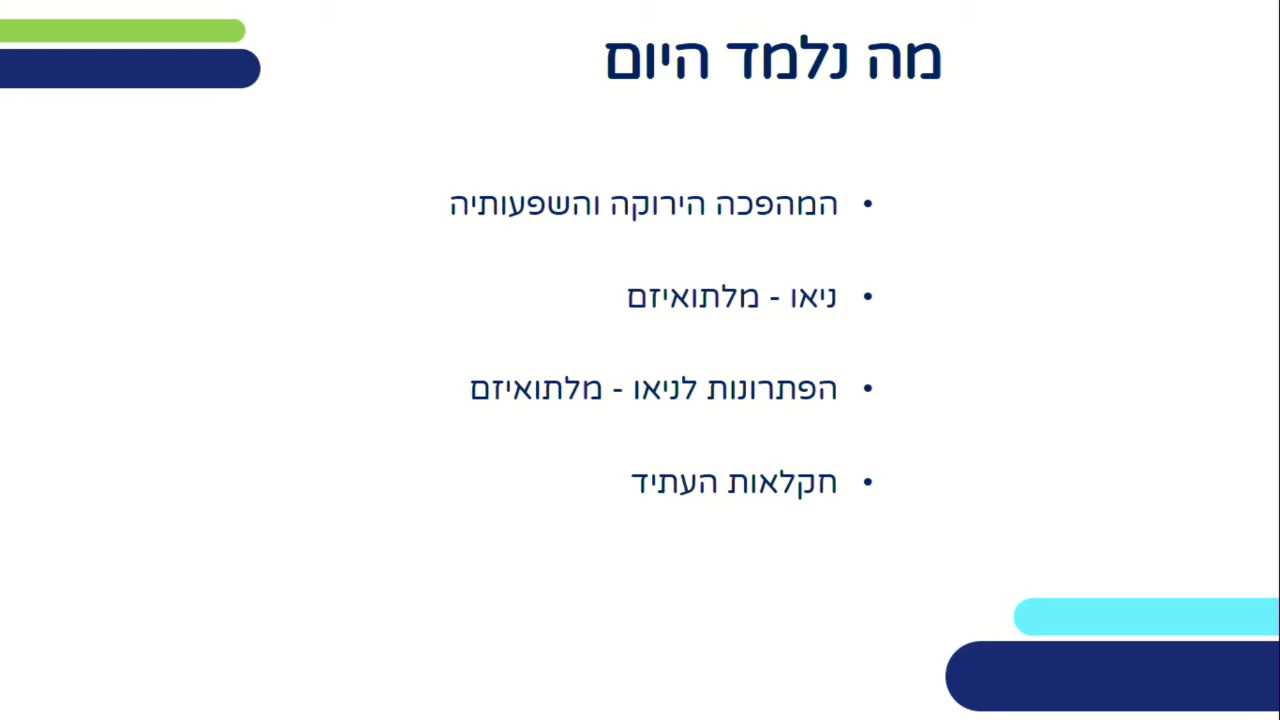 מה נלמד היום
• המהפכה הירוקה והשפעותיה
• ניאו - מלתואיזם
• הפתרונות לניאו - מלתואיזם
• חקלאות העתיד